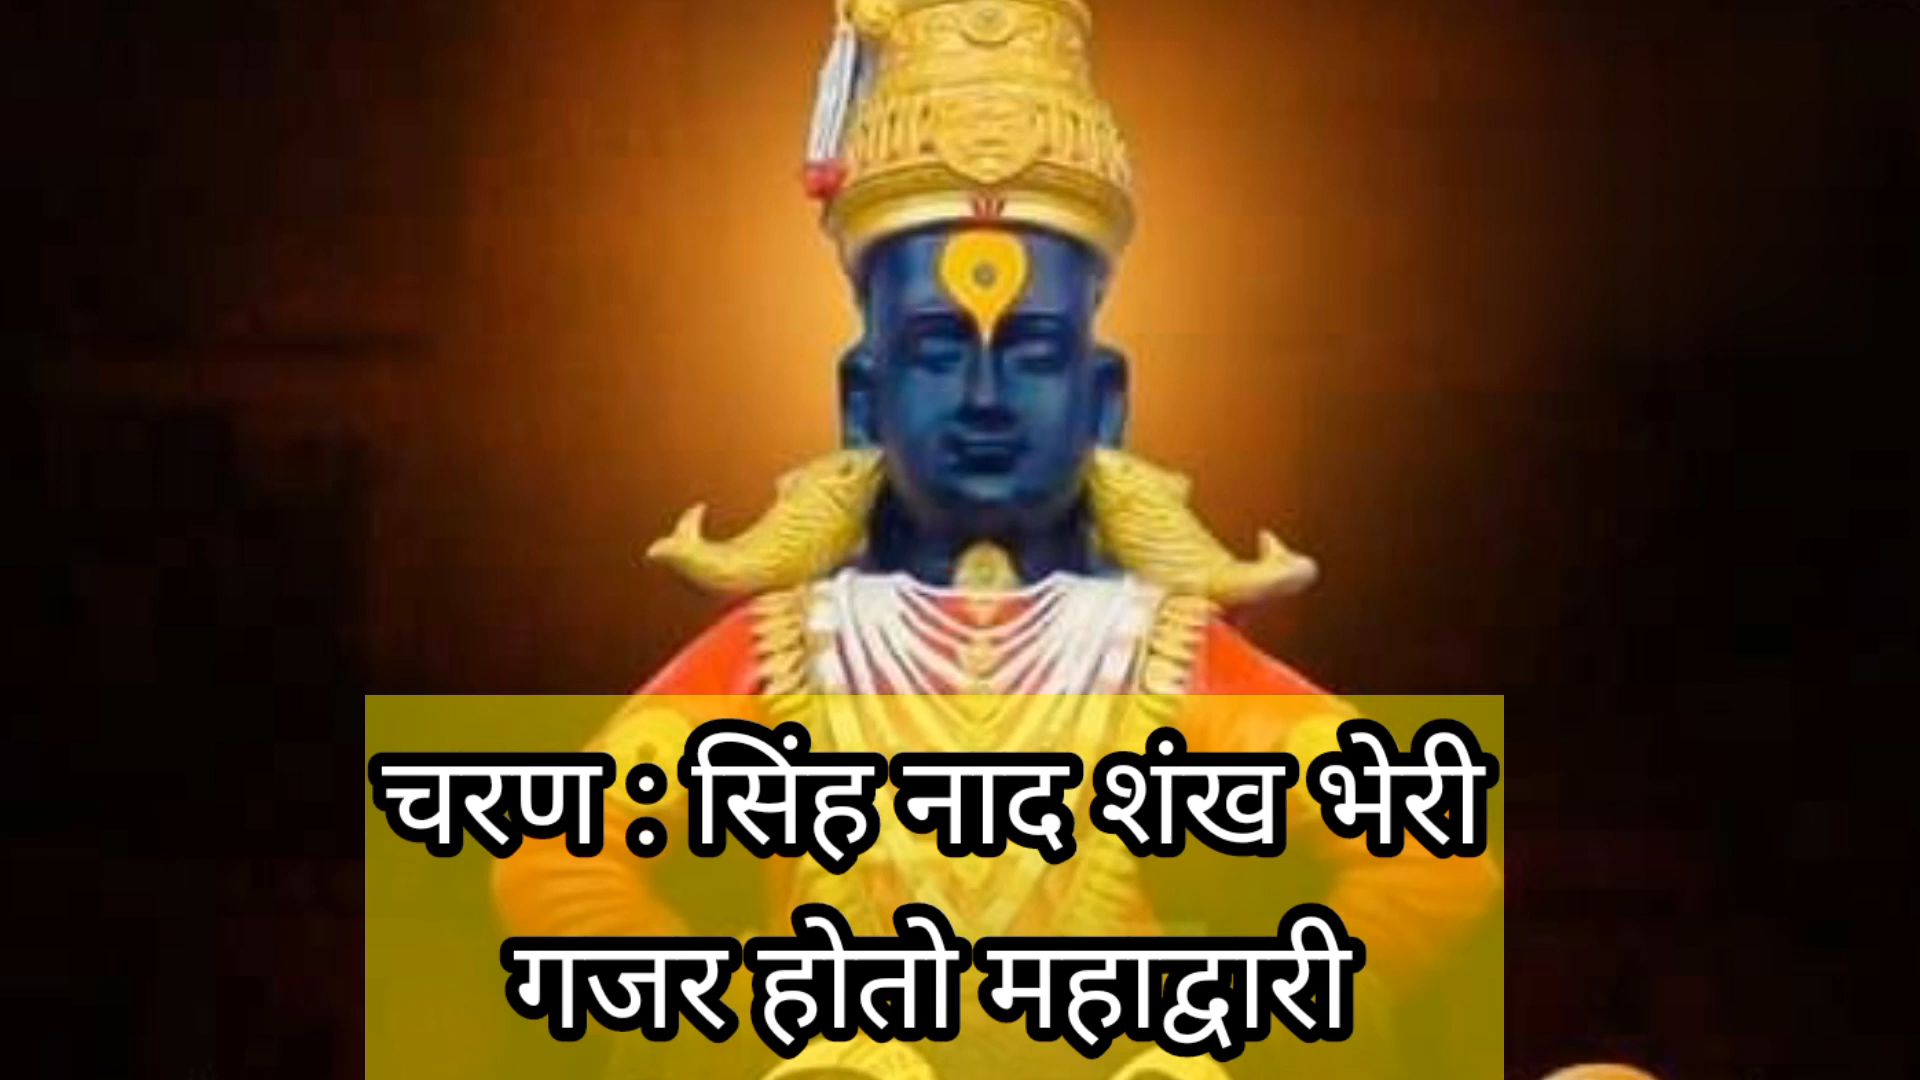 चरण : सिंह नाद शंख भेरी
गजर होतो महाद्वारी